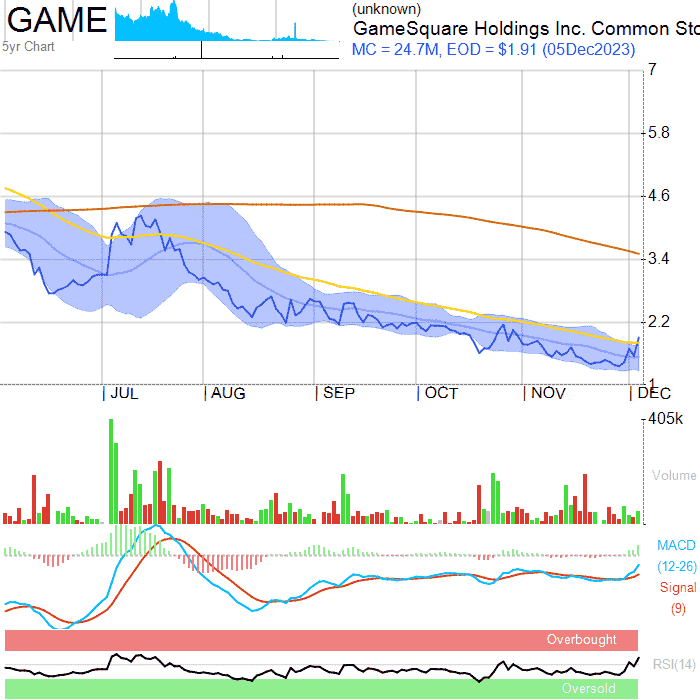 GAME
5yr Chart
(unknown)
GameSquare Holdings Inc. Common Sto
MC = 24.7M, EOD = $1.91 (05Dec2023)
7
5.8
4.6
3.4
2.2
1
JUL AUG SEP OCT NOV DEC
405k
Volume
MACD
(12-26)
Signal
(9)
Overbought
RSI(14)
Oversold